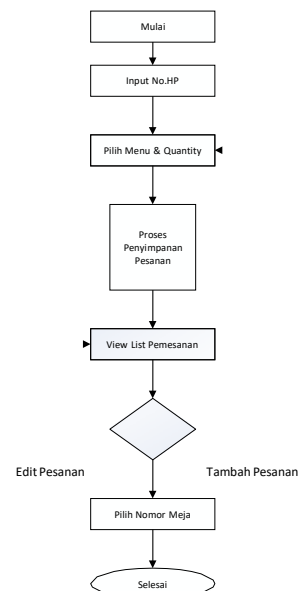 Mulai
Input No.HP
Pilih Menu & Quantity
Proses
Penyimpanan
Pesanan
View List Pemesanan
Edit Pesanan
Tambah Pesanan
Pilih Nomor Meja
Selesai